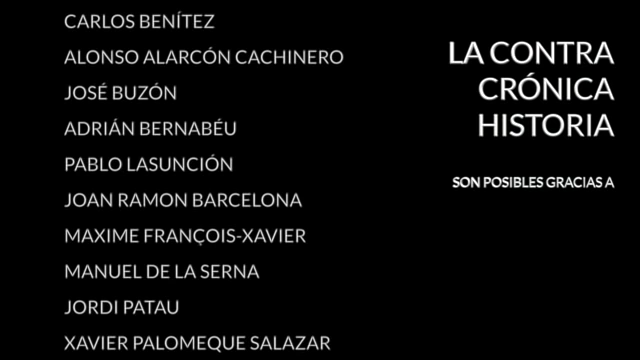 CARLOS BENÍTEZ
ALONSO ALARCÓN CACHINERO
JOSÉ BUZÓN
ADRIÁN BERNABÉU
PABLO LASUNCIÓN
JOAN RAMON BARCELONA
MAXIME FRANÇOIS-XAVIER
MANUEL DE LA SERNA
JORDI PATAU
XAVIER PALOMEQUE SALAZAR
LA CONTRA
CRÓNICA
HISTORIA
SON POSIBLES GRACIAS A